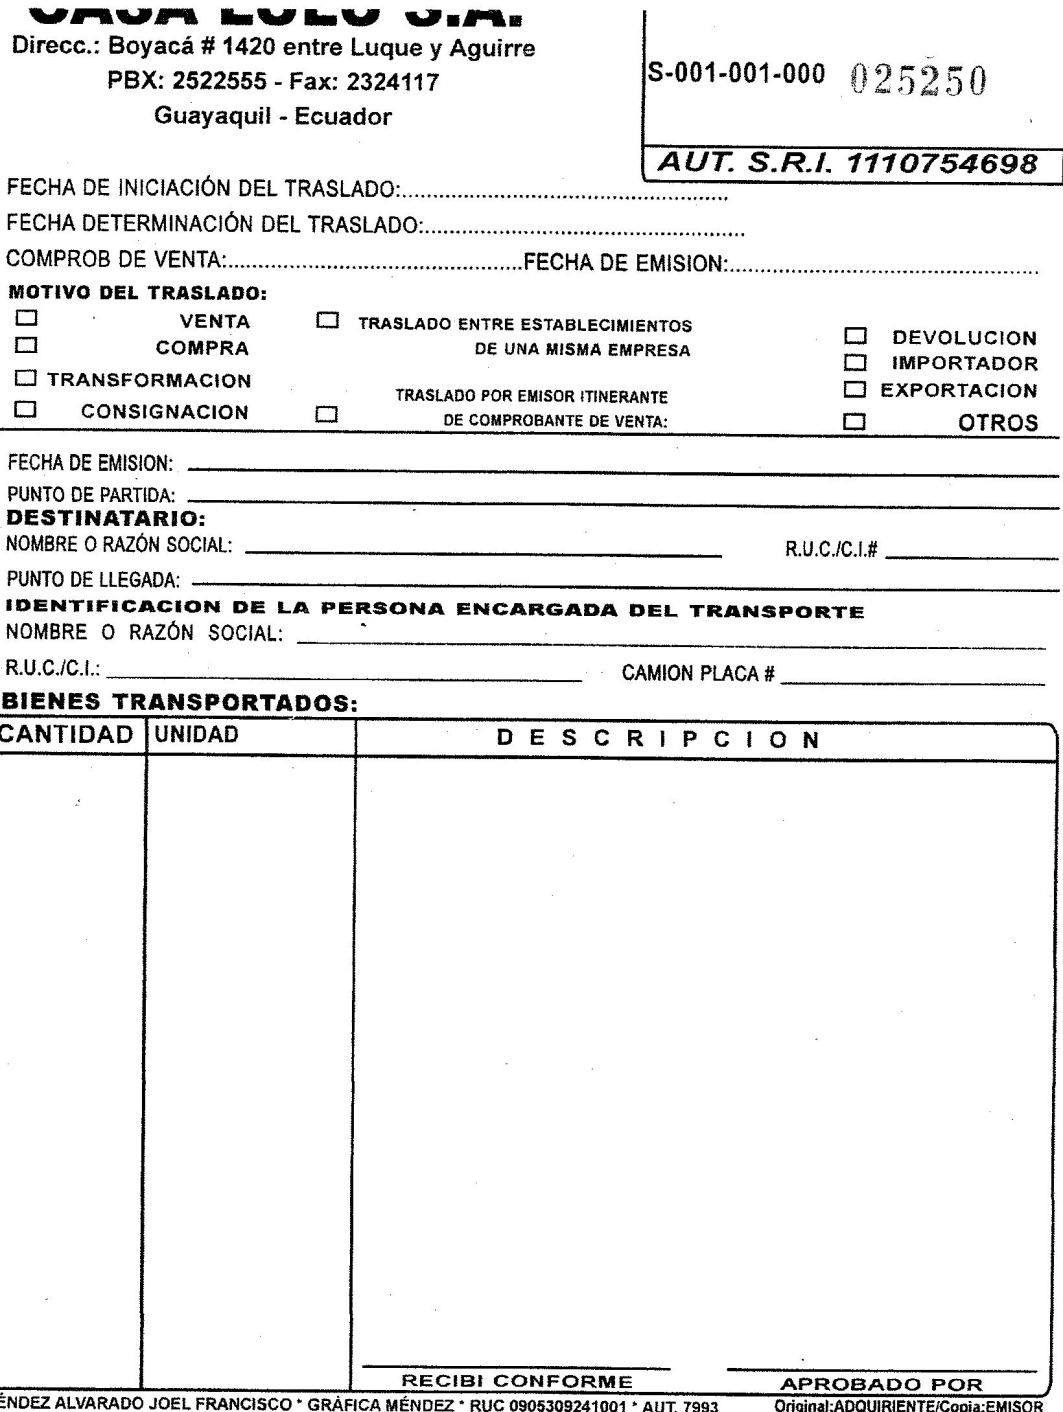 CASA LULU S.A.
Direcc.: Boyacá # 1420 entre Luque y Aguirre
PBX: 2522555 - Fax: 2324117
Guayaquil - Ecuador
S-001-001-000 025250
AUT. S.R.I. 1110754698
FECHA DE INICIACIÓN DEL TRASLADO:
FECHA DETERMINACIÓN DEL TRASLADO:
COMPROB DE VENTA: FECHA DE EMISION:
MOTIVO DEL TRASLADO:
VENTA
COMPRA
TRANSFORMACION
CONSIGNACION
TRASLADO ENTRE ESTABLECIMIENTOS
DE UNA MISMA EMPRESA
TRASLADO POR EMISOR ITINERANTE
DE COMPROBANTE DE VENTA:
DEVOLUCION
IMPORTADOR
EXPORTACION
OTROS
FECHA DE EMISION:
PUNTO DE PARTIDA:
DESTINATARIO:
NOMBRE O RAZÓN SOCIAL: R.U.C./C.I.#
PUNTO DE LLEGADA:
IDENTIFICACION DE LA PERSONA ENCARGADA DEL TRANSPORTE
NOMBRE O RAZÓN SOCIAL:
R.U.C./C.I.: CAMION PLACA #
BIENES TRANSPORTADOS:
CANTIDAD UNIDAD DESCRIPCION
RECIBI CONFORME APROBADO POR
ÉNDEZ ALVARADO JOEL FRANCISCO * GRÁFICA MÉNDEZ * RUC 0905309241001 * AUT. 7993 Original:ADQUIRIENTE/Copia:EMISOR